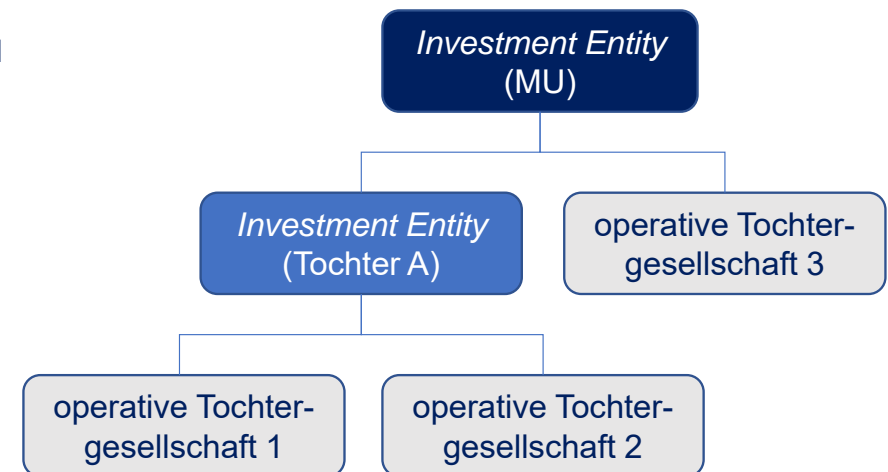 Investment Entity
(MU)
Investment Entity
(Tochter A)
operative Tochter-
gesellschaft 3
operative Tochter-
gesellschaft 1
operative Tochter-
gesellschaft 2